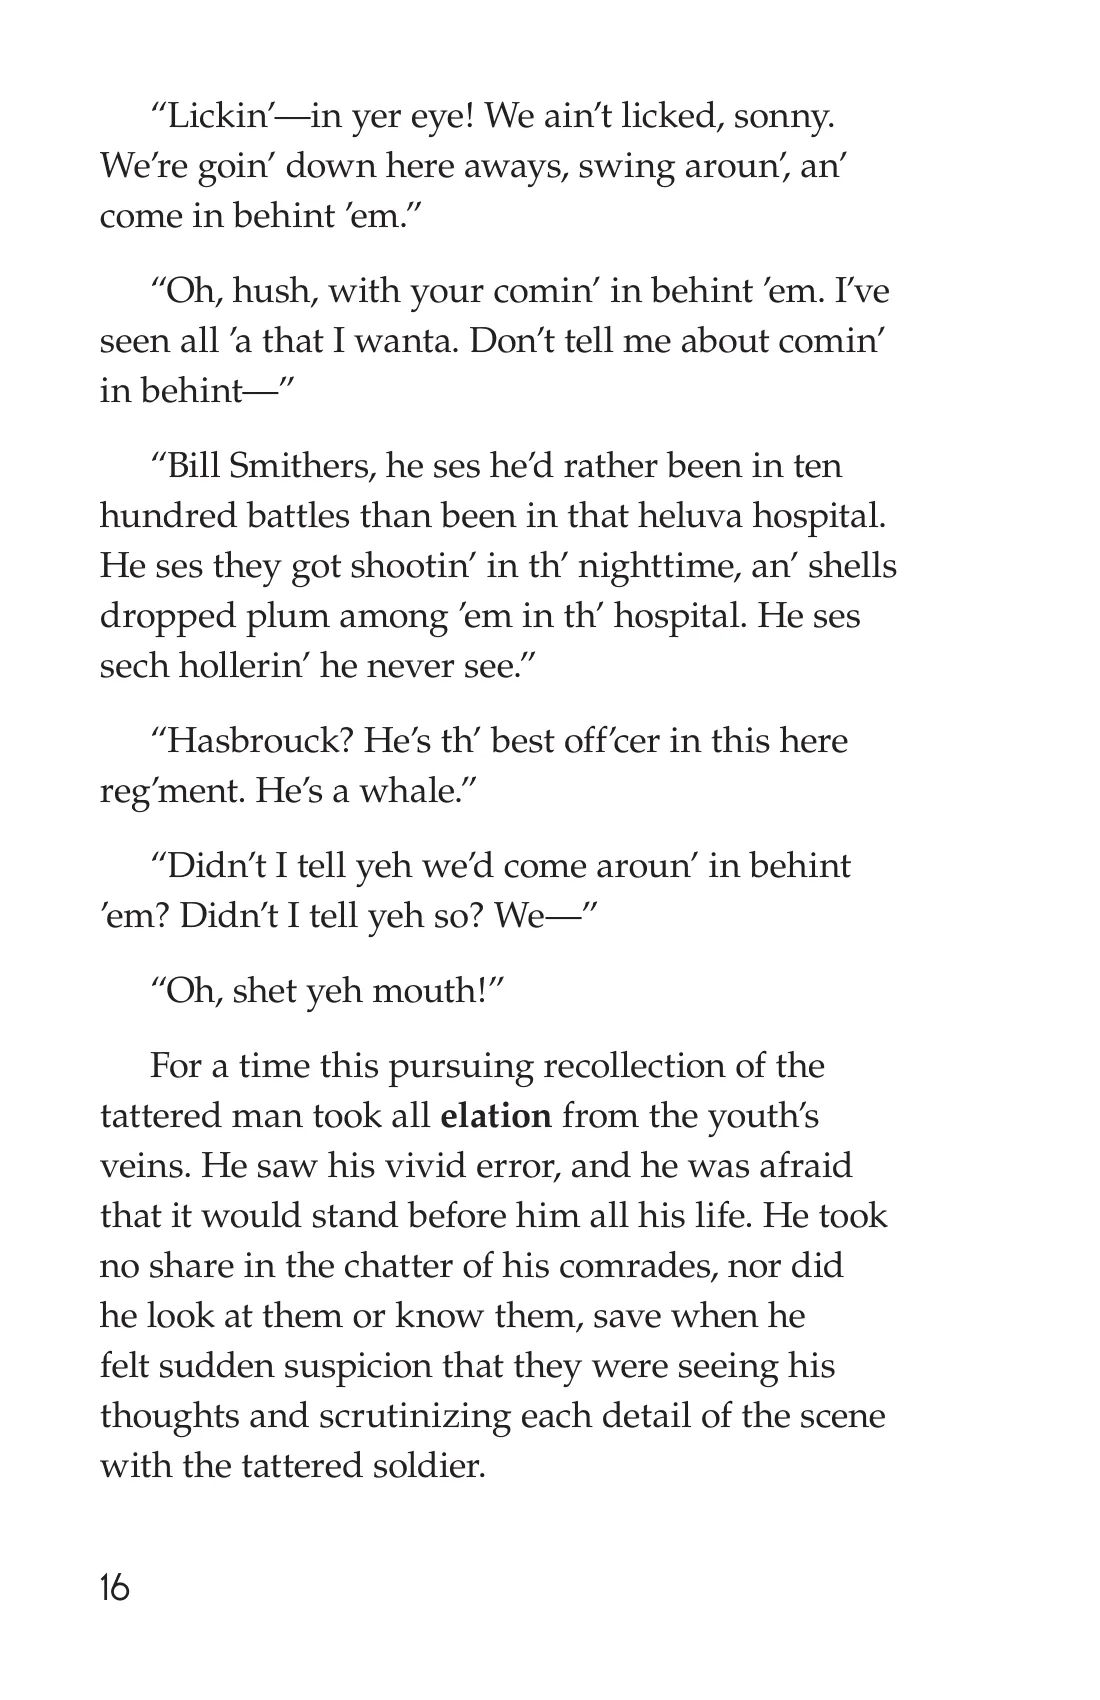 “Lickin’—in yer eye! We ain’t licked, sonny.
We’re goin’ down here aways, swing aroun’, an’
come in behint ’em.”
“Oh, hush, with your comin’ in behint ’em. I’ve
seen all ’a that I wanta. Don’t tell me about comin’
in behint—”
“Bill Smithers, he ses he’d rather been in ten
hundred battles than been in that heluva hospital.
He ses they got shootin’ in th’ nighttime, an’ shells
dropped plum among ’em in th’ hospital. He ses
sech hollerin’ he never see.”
“Hasbrouck? He’s th’ best off’cer in this here
reg’ment. He’s a whale.”
“Didn’t I tell yeh we’d come aroun’ in behint
’em? Didn’t I tell yeh so? We—”
“Oh, shet yeh mouth!”
For a time this pursuing recollection of the
tattered man took all elation from the youth’s
veins. He saw his vivid error, and he was afraid
that it would stand before him all his life. He took
no share in the chatter of his comrades, nor did
he look at them or know them, save when he
felt sudden suspicion that they were seeing his
thoughts and scrutinizing each detail of the scene
with the tattered soldier.
16